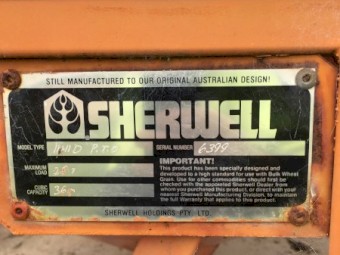 STILL MANUFACTURED TO OUR ORIGINAL AUSTRALIAN DESIGN!
SHERWELL
MODEL TYPE P.T.O SERIAL NUMBER 6399
IMPORTANT!
This product has been specially designed and
developed to a high standard for use with Bulk Wheat
Grain. Use for other commodities should first be
checked with the appointed Sherwell Dealer from
whom you purchased this product, or direct from your
nearest Sherwell Manufacturing Division, to maintain
the full Warranty that applies to this product.
MAXIMUM
LOAD
CUBIC
CAPACITY
SHERWELL HOLDINGS PTY. LTD.